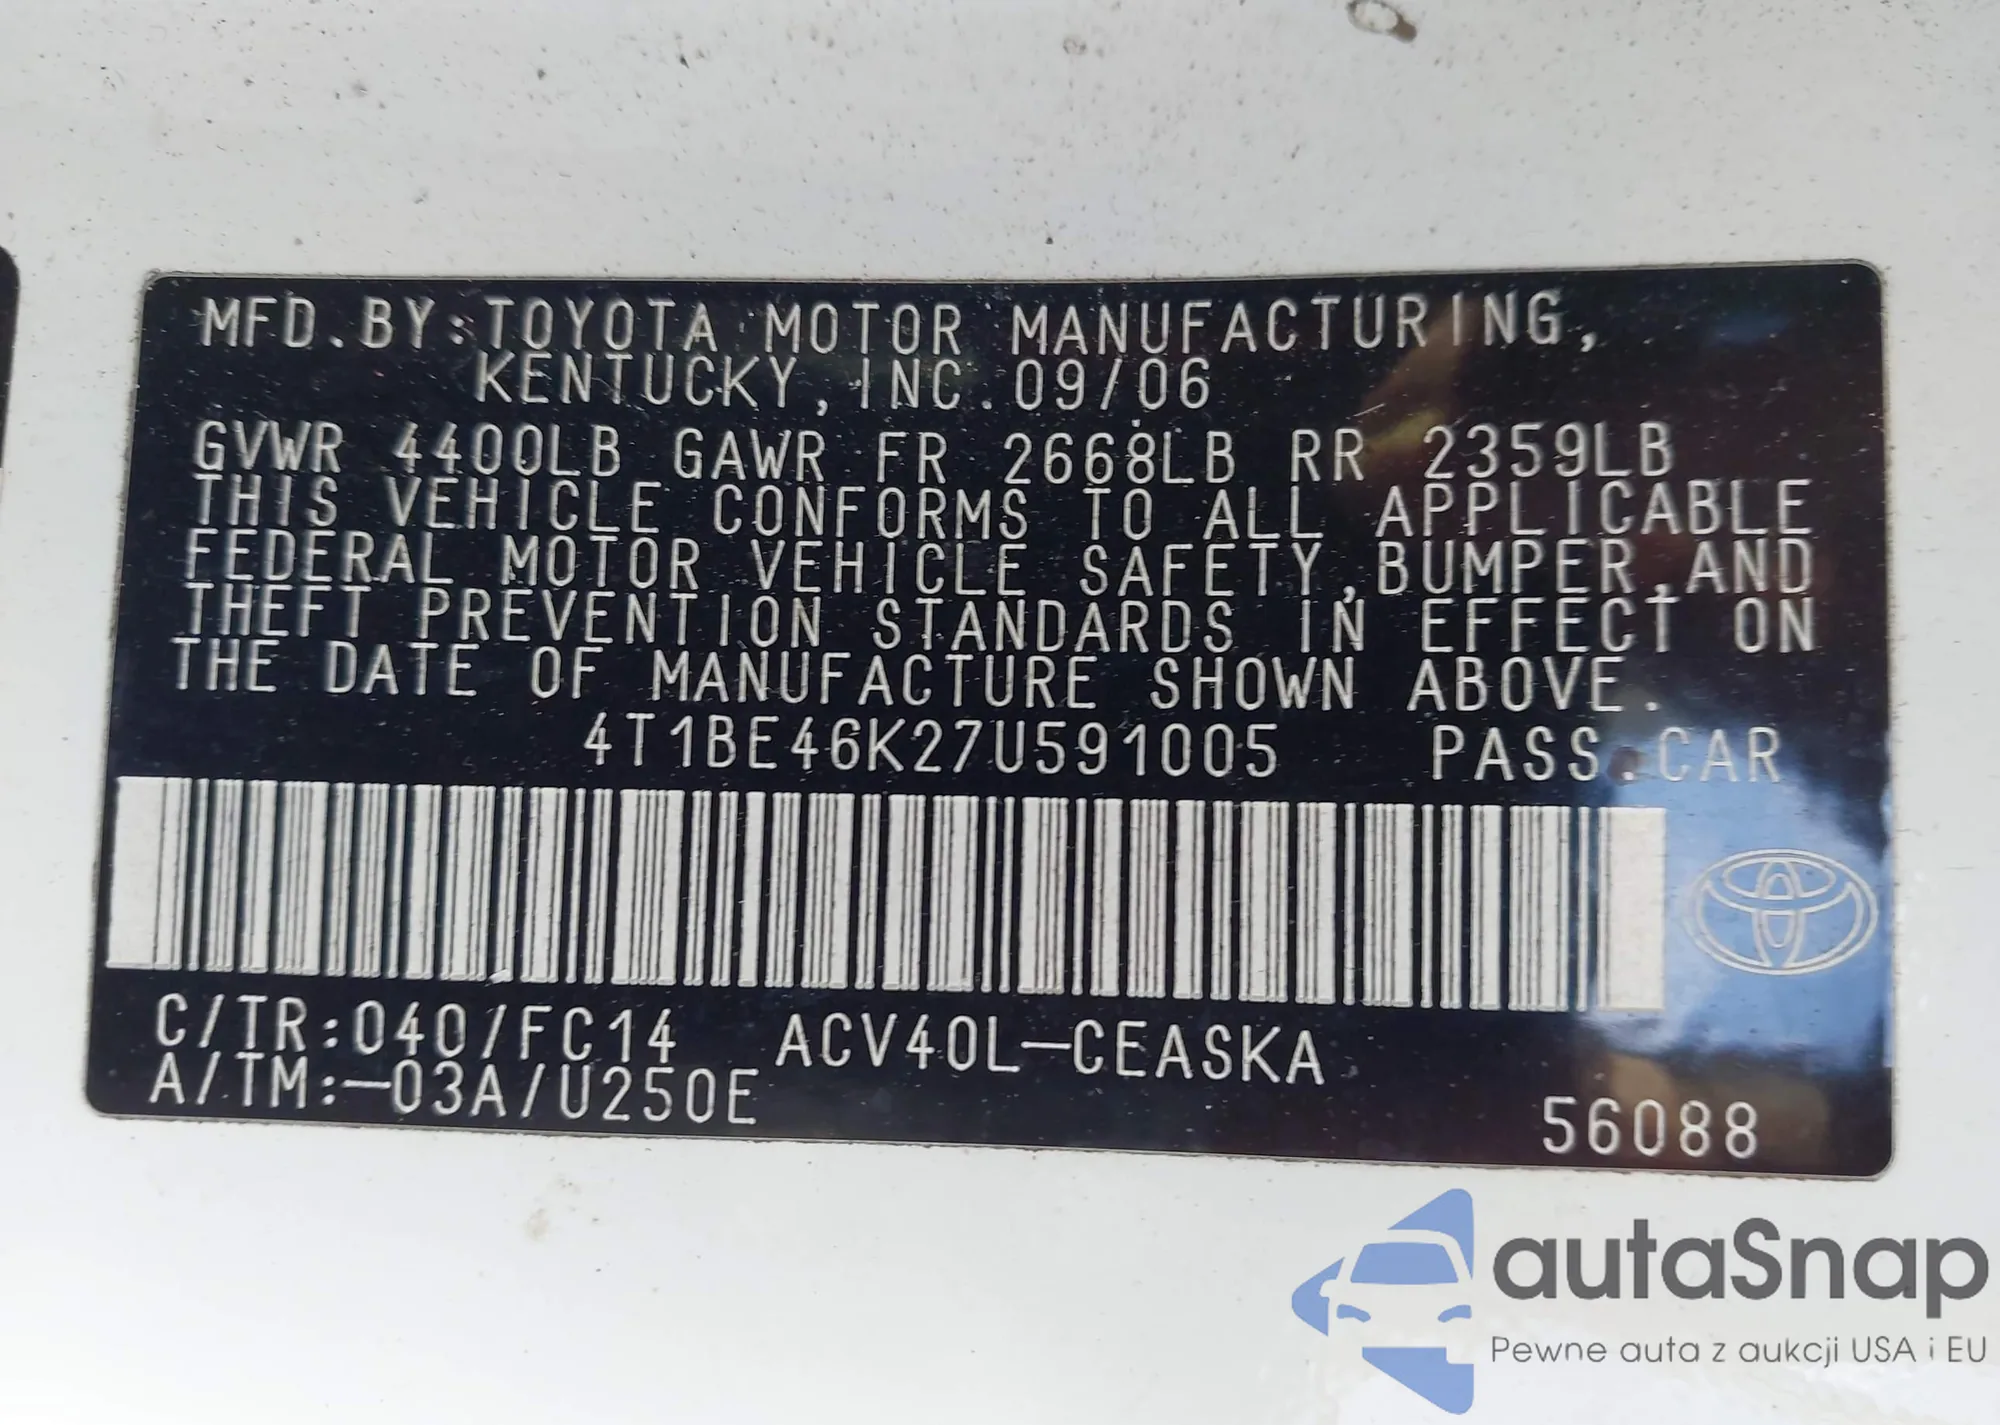 MFD.BY:TOYOTA MOTOR MANUFACTURING,
KENTUCKY, INC.09/06
GVWR 4400LB GAWR FR 2668LB RR 2359LB
THIS VEHICLE CONFORMS TO ALL APPLICABLE
FEDERAL MOTOR VEHICLE SAFETY,BUMPER,AND
THEFT PREVENTION STANDARDS IN EFFECT ON
THE DATE OF MANUFACTURE SHOWN ABOVE.
4T1BE46K27U591005 PASS.CAR
C/TR:040/FC14 ACV40L-CEASKA
A/TM:-03A/U250E
56088
autaSnap
Pewne auta z aukcji USA i EU